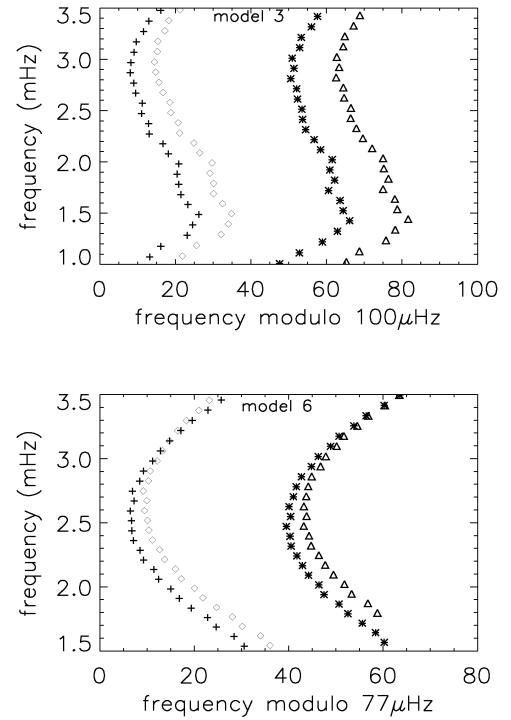 model 3
3.5
3.0
2.5
2.0
1.5
1.0
frequency (mHz)
0 20 40 60 80 100
frequency modulo 100μHz
model 6
3.5
3.0
2.5
2.0
1.5
frequency (mHz)
0 20 40 60 80
frequency modulo 77μHz